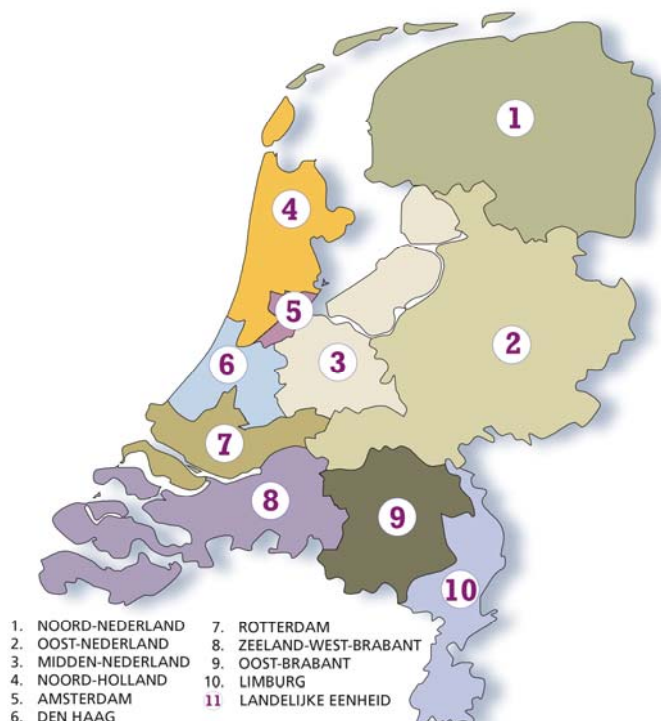 1
4
5
2
6
3
7
8
9
10
1. NOORD-NEDERLAND
2. OOST-NEDERLAND
3. MIDDEN-NEDERLAND
4. NOORD-HOLLAND
5. AMSTERDAM
6. DEN HAAG
7. ROTTERDAM
8. ZEELAND-WEST-BRABANT
9. OOST-BRABANT
10. LIMBURG
11 LANDELIJKE EENHEID